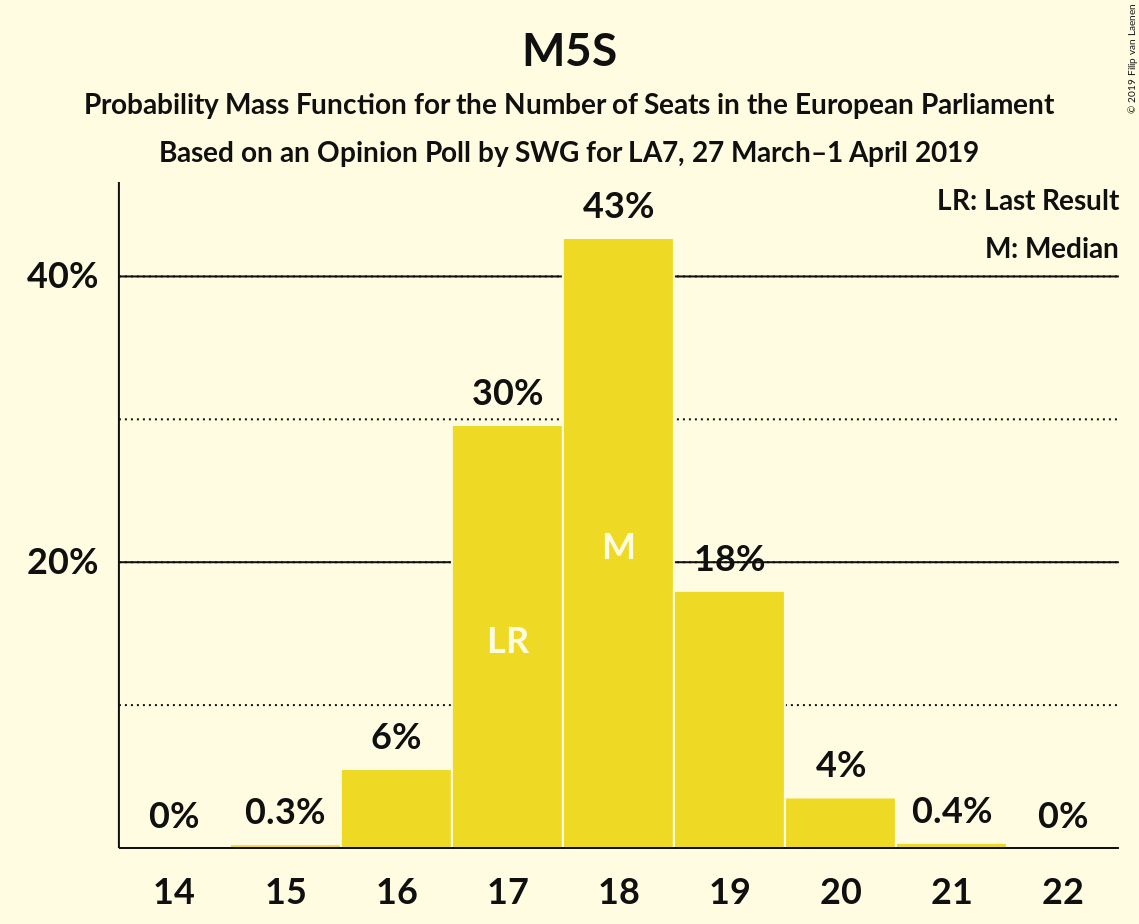 M5S
Probability Mass Function for the Number of Seats in the European Parliament
Based on an Opinion Poll by SWG for LA7, 27 March–1 April 2019
© 2019 Filip van Laenen
LR: Last Result
M: Median
40%
20%
0%
0.3%
6%
30%
43%
18%
4%
0.4%
0%
LR
M
14 15 16 17 18 19 20 21 22